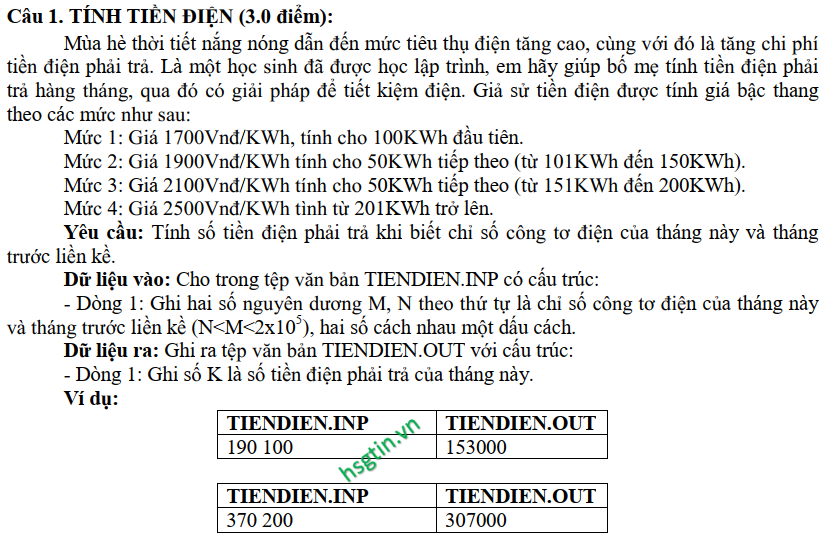 Câu 1. TÍNH TIỀN ĐIỆN (3.0 điểm):
Mùa hè thời tiết nắng nóng dẫn đến mức tiêu thụ điện tăng cao, cùng với đó là tăng chi phí
tiền điện phải trả. Là một học sinh đã được học lập trình, em hãy giúp bố mẹ tính tiền điện phải
trả hàng tháng, qua đó có giải pháp để tiết kiệm điện. Giả sử tiền điện được tính giá bậc thang
theo các mức như sau:
Mức 1: Giá 1700Vnđ/KWh, tính cho 100KWh đầu tiên.
Mức 2: Giá 1900Vnđ/KWh tính cho 50KWh tiếp theo (từ 101KWh đến 150KWh).
Mức 3: Giá 2100Vnđ/KWh tính cho 50KWh tiếp theo (từ 151KWh đến 200KWh).
Mức 4: Giá 2500Vnđ/KWh tình từ 201KWh trở lên.
Yêu cầu: Tính số tiền điện phải trả khi biết chỉ số công tơ điện của tháng này và tháng
trước liền kề.
Dữ liệu vào: Cho trong tệp văn bản TIENDIEN.INP có cấu trúc:
- Dòng 1: Ghi hai số nguyên dương M, N theo thứ tự là chỉ số công tơ điện của tháng này
và tháng trước liền kề (N<M<2x10⁵), hai số cách nhau một dấu cách.
Dữ liệu ra: Ghi ra tệp văn bản TIENDIEN.OUT với cấu trúc:
- Dòng 1: Ghi số K là số tiền điện phải trả của tháng này.
Ví dụ:
TIENDIEN.INP TIENDIEN.OUT
190 100 153000
hsgtin.vn
TIENDIEN.INP TIENDIEN.OUT
370 200 307000